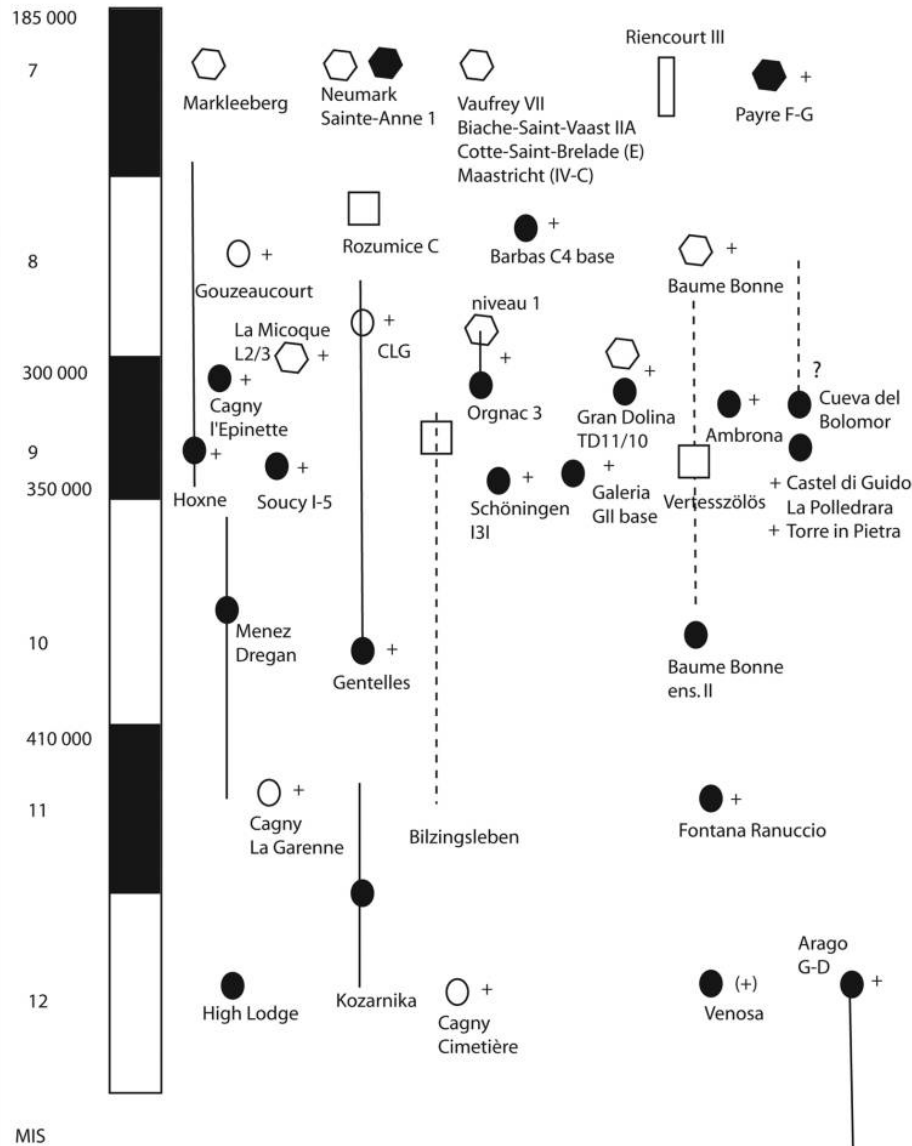 185 000
7
Markleeberg
Neumark
Sainte-Anne 1
Vaufrey VII
Biache-Saint-Vaast IIA
Cotte-Saint-Brelade (E)
Maastricht (IV-C)
Riencourt III
+
Payre F-G
8
+
Gouzeaucourt
Rozumice C
+
Barbas C4 base
+
Baume Bonne
La Micoque
L2/3
+
+
CLG
niveau 1
+
Orgnac 3
300 000
+
Cagny
l'Epinette
+
Gran Dolina
TD11/10
+
Ambrona
?
Cueva del
Bolomor
9
350 000
+
Hoxne
+
Soucy I-5
+
Schöningen
I3I
+
Galeria
GII base
Vertesszölös
+ Castel di Guido
La Polledrara
+ Torre in Pietra
10
Menez
Dregan
+
Gentelles
Baume Bonne
ens. II
410 000
11
+
Cagny
La Garenne
Bilzingsleben
+
Fontana Ranuccio
12
High Lodge
Kozarnika
+
Cagny
Cimetière
(+)
Venosa
Arago
G-D
+
MIS